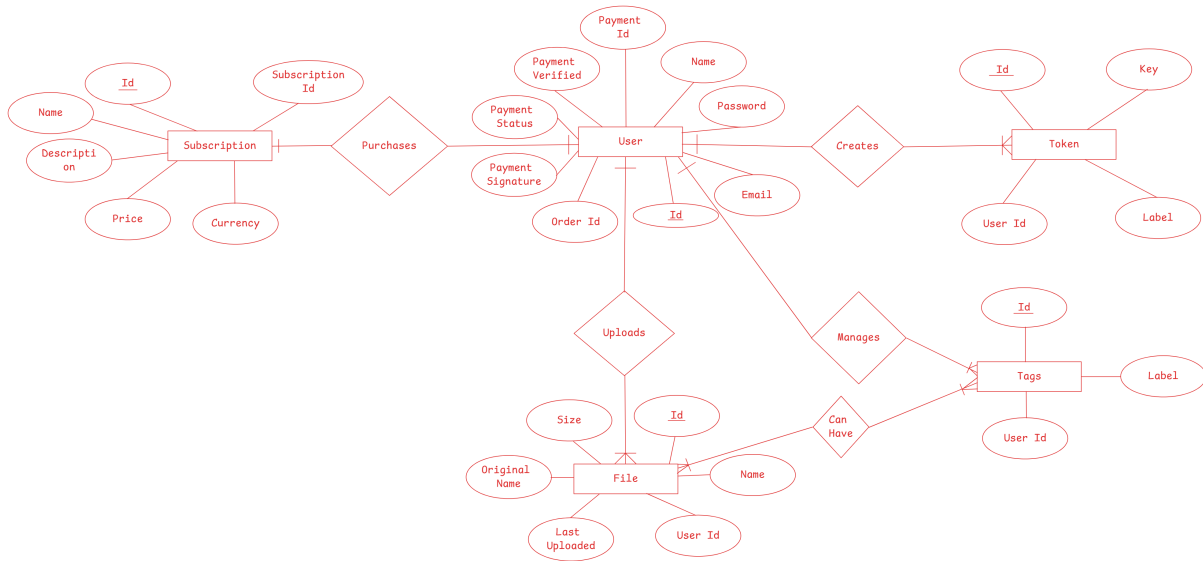 Payment
Id
Payment
Verified
Name
Id
Subscription
Id
Id
Key
Name
Payment
Status
Password
Subscription
Purchases
User
Creates
Token
Descripti
on
Payment
Signature
Price
Currency
Order Id
Id
Email
User Id
Label
Id
Uploads
Manages
Tags
Label
Size
Id
Can
Have
User Id
Original
Name
File
Name
Last
Uploaded
User Id